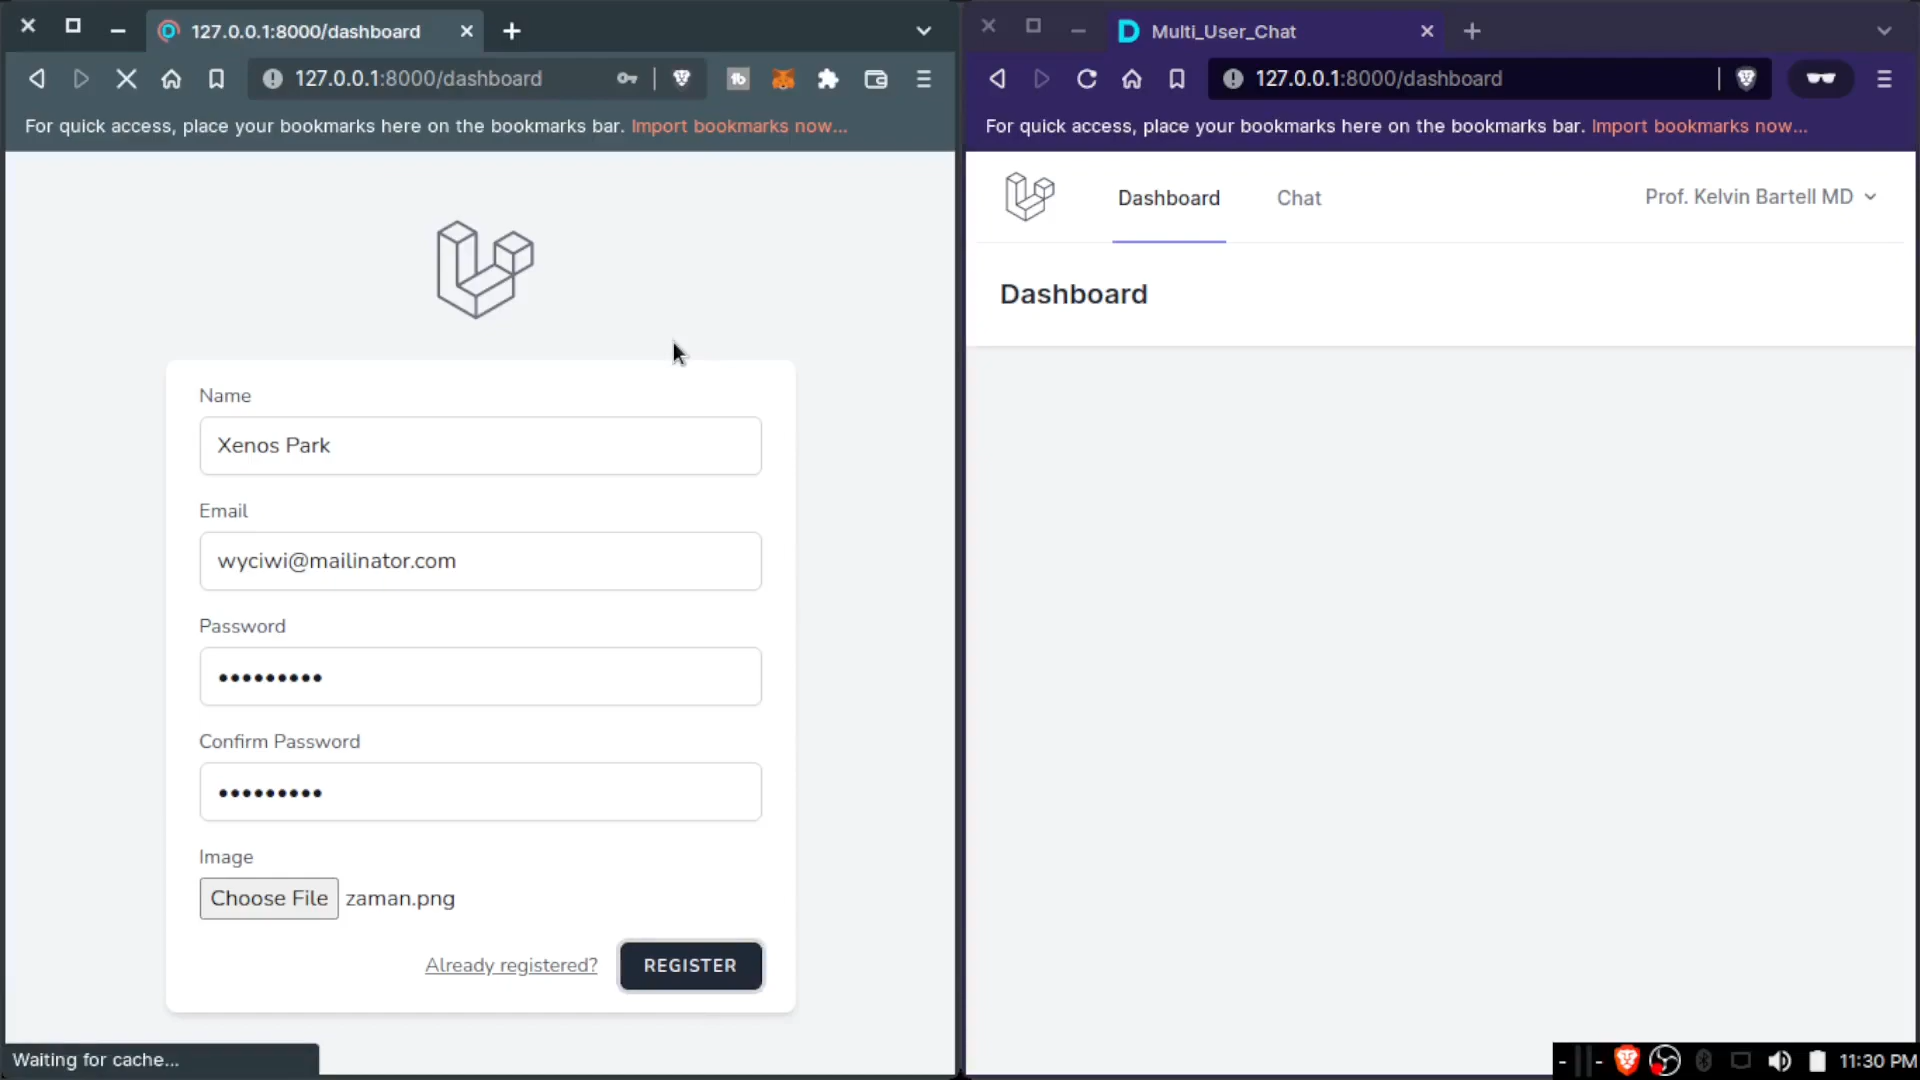 127.0.0.1:8000/dashboard
127.0.0.1:8000/dashboard
For quick access, place your bookmarks here on the bookmarks bar. Import bookmarks now...
Name
Xenos Park
Email
wyciwi@mailinator.com
Password
•••••••••
Confirm Password
•••••••••
Image
Choose File zaman.png
Already registered? REGISTER
Waiting for cache...
Multi_User_Chat
127.0.0.1:8000/dashboard
For quick access, place your bookmarks here on the bookmarks bar. Import bookmarks now...
Dashboard Chat Prof. Kelvin Bartell MD
Dashboard
11:30 PM